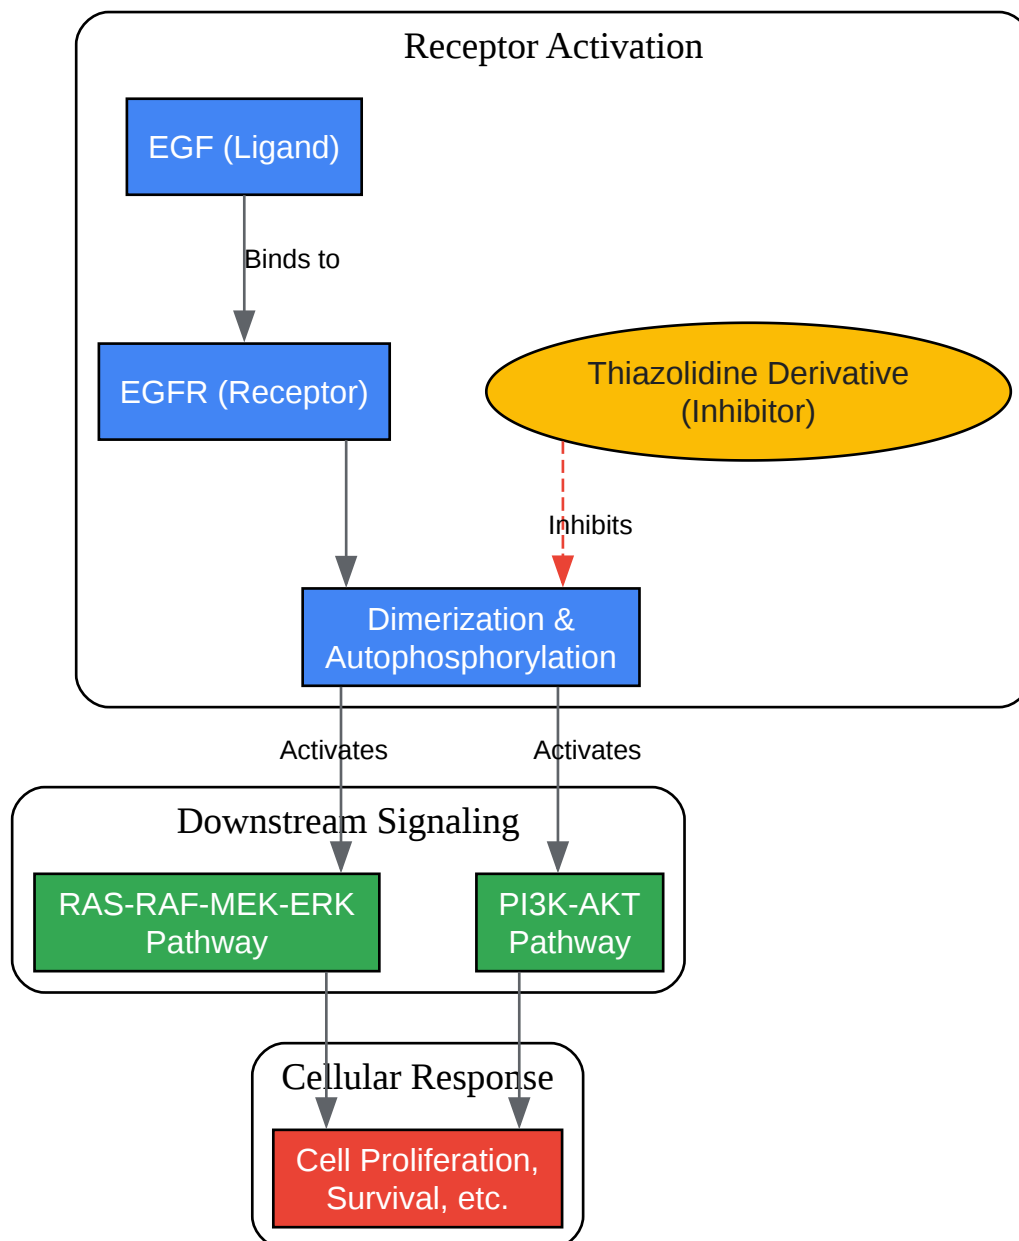 Receptor Activation
EGF (Ligand)
Binds to
EGFR (Receptor)
Thiazolidine Derivative
(Inhibitor)
Inhibits
Dimerization &
Autophosphorylation
Activates
Activates
Downstream Signaling
RAS-RAF-MEK-ERK
Pathway
PI3K-AKT
Pathway
Cellular Response
Cell Proliferation,
Survival, etc.